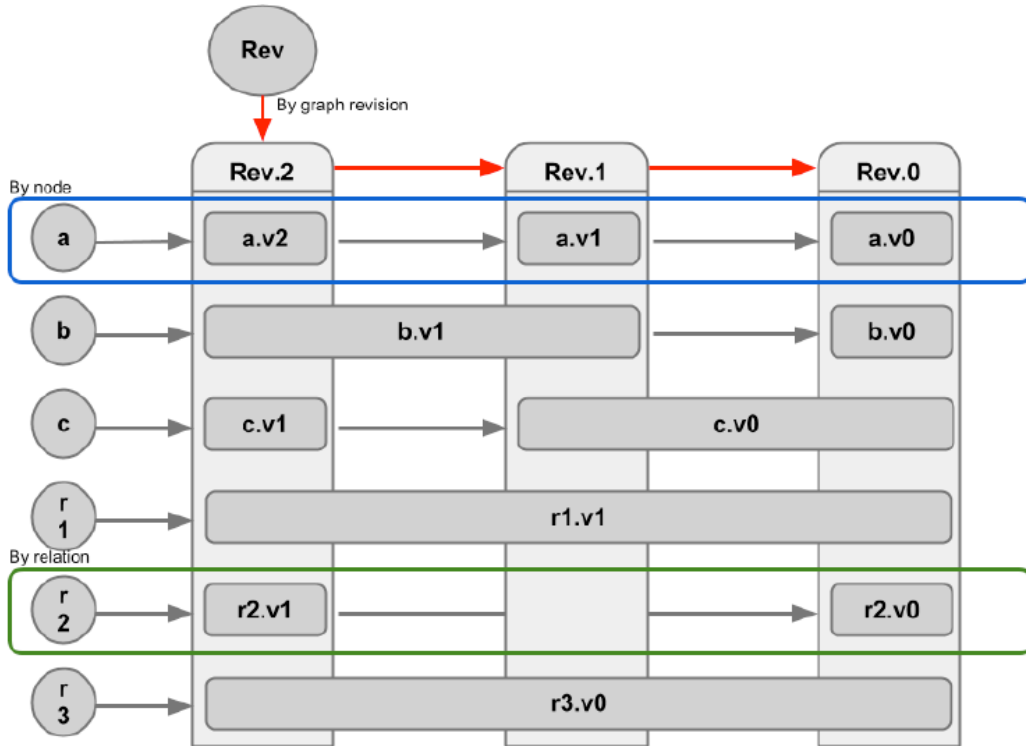 Rev
By graph revision
Rev.2
Rev.1
Rev.0
By node
a
a.v2
a.v1
a.v0
b
b.v1
b.v0
c
c.v1
c.v0
r
1
r1.v1
By relation
r
2
r2.v1
r2.v0
r
3
r3.v0